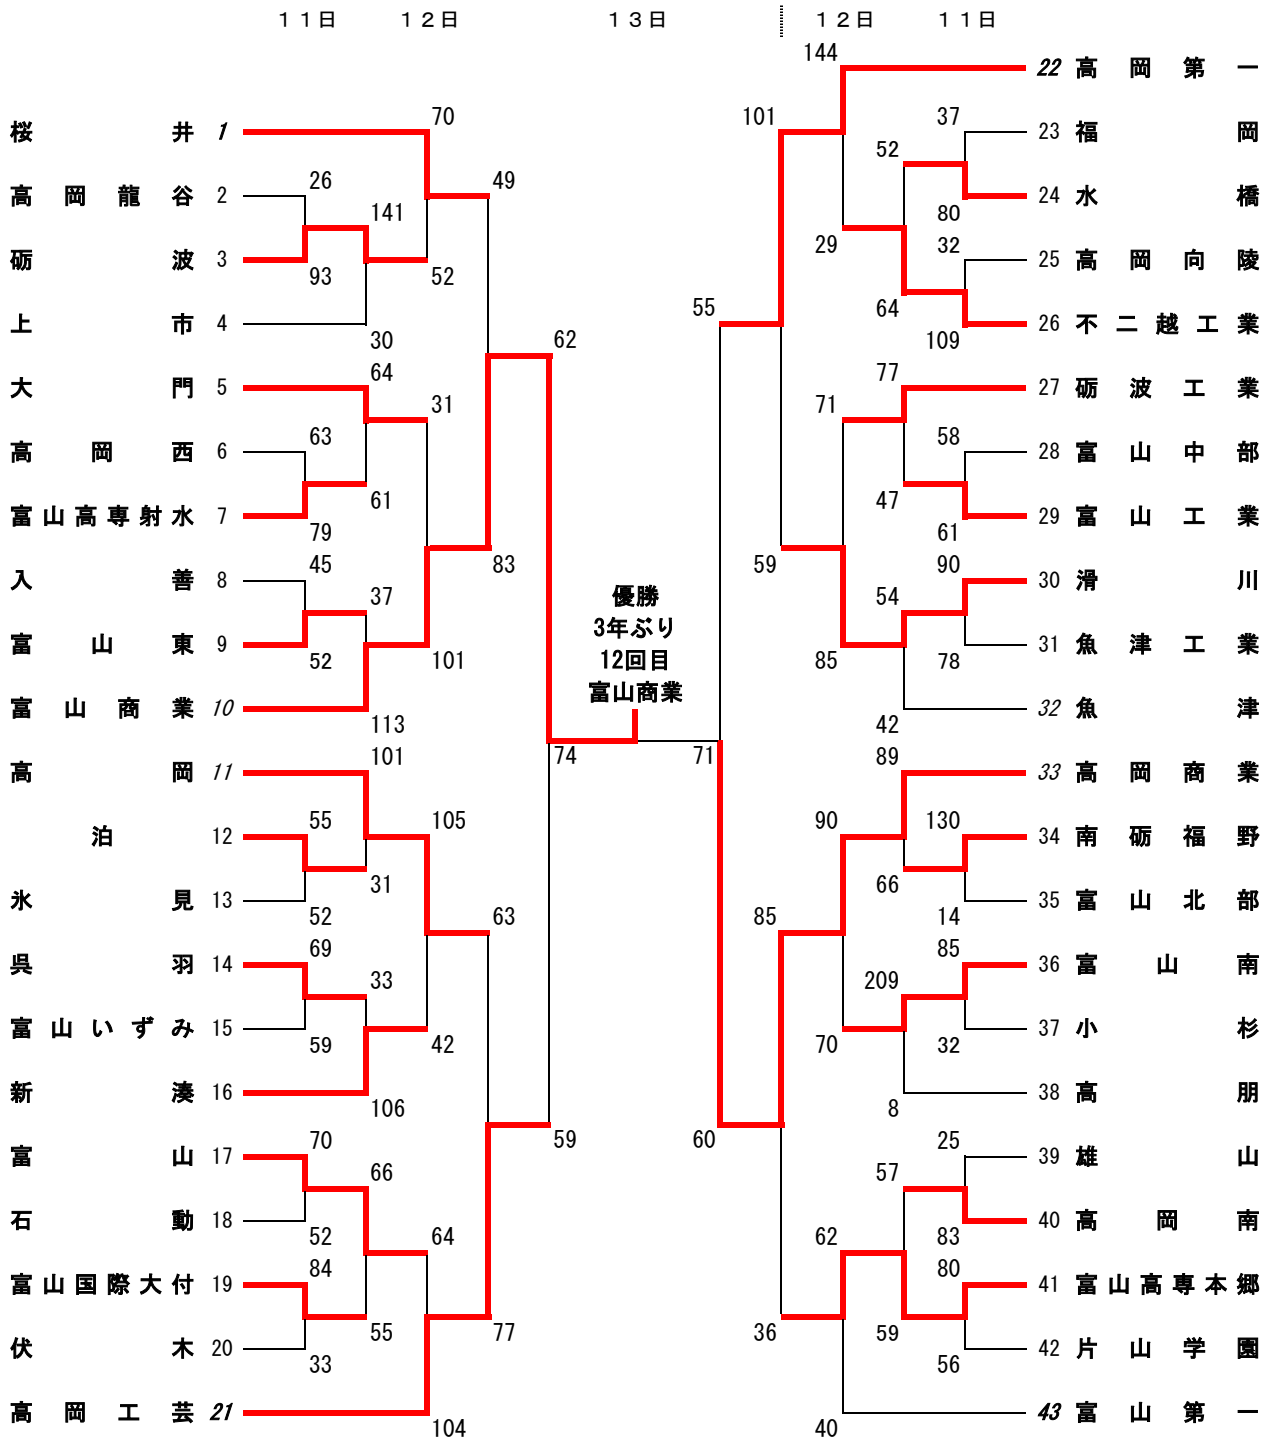 11日 12日 13日 12日 11日
144
22 高岡第一
70 101 37
桜井 1 23 福岡
52
26 49
高岡龍谷 2 24 水橋
141 80
29 32
砺波 3 25 高岡向陵
93 52
55 64
上市 4 26 不二越工業
30 62 109
64 77
大門 5 27 砺波工業
31 71
63 58
高岡西 6 28 富山中部
61 47
富山高専射水 7 29 富山工業
79 61
45 83 59 90
入善 8 30 滑川
37 優勝 54
3年ぶり
富山東 9 31 魚津工業
52 101 12回目 85 78
富山商業 10 富山商業 32 魚津
113 42
101 74 71 89
高岡 11 33 高岡商業
55 105 90 130
泊 12 34 南砺福野
31 66
氷見 13 35 富山北部
52 63 85 14
69 85
呉羽 14 36 富山南
33 209
富山いずみ 15 37 小杉
59 42 70 32
新湊 16 38 高朋
106 8
70 59 60 25
富山 17 39 雄山
66 57
石動 18 40 高岡南
52 64 62 83
84 80
富山国際大付 19 41 富山高専本郷
55 77 36 59
伏木 20 42 片山学園
33 56
高岡工芸 21 43 富山第一
104 40